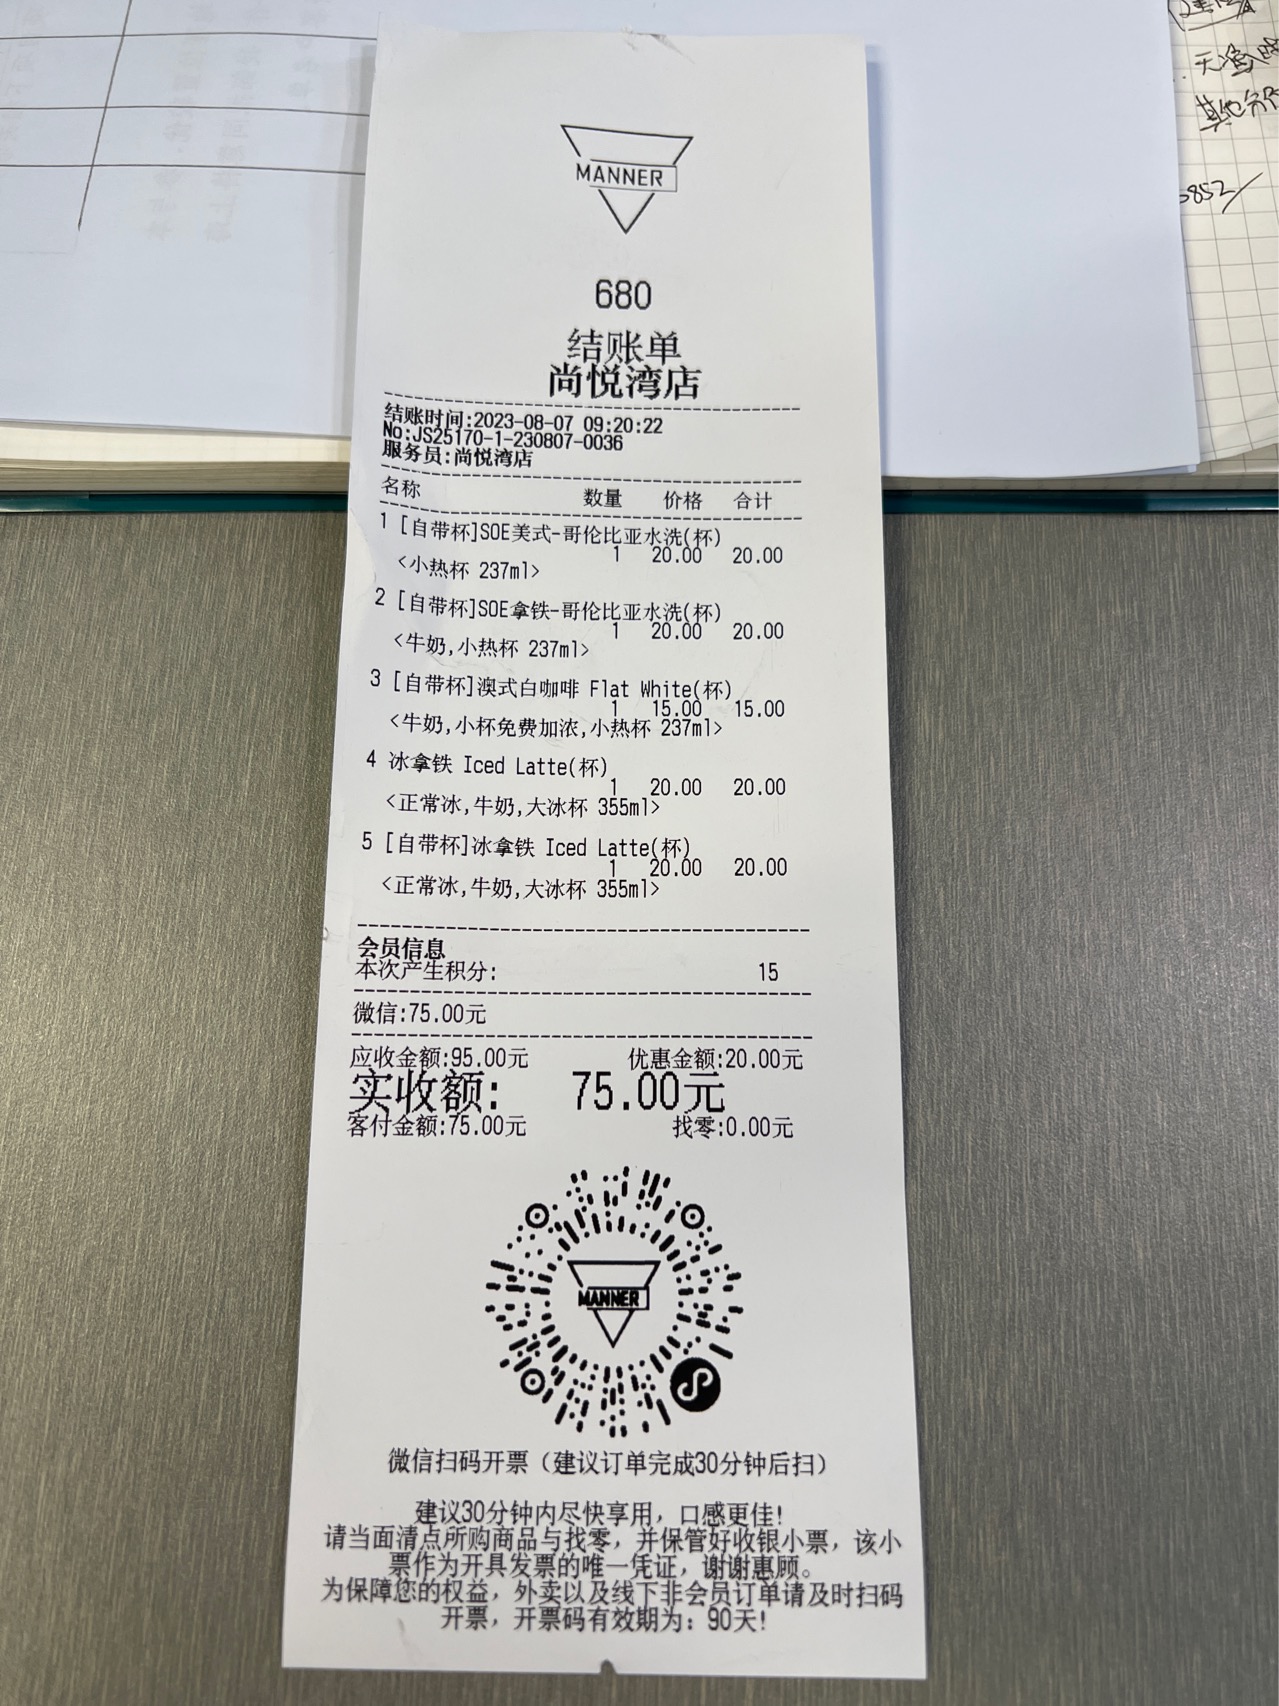 无渔
其他
5852/
MANNER
680
结账单
尚悦湾店
结账时间:2023-08-07 09:20:22
No:JS25170-1-230807-0036
服务员:尚悦湾店
名称 数量 价格 合计
1 [自带杯]SOE美式-哥伦比亚水洗(杯)
1 20.00 20.00
<小热杯 237ml>
2 [自带杯]SOE拿铁-哥伦比亚水洗(杯)
1 20.00 20.00
<牛奶,小热杯 237ml>
3 [自带杯]澳式白咖啡 Flat White(杯)
1 15.00 15.00
<牛奶,小杯免费加浓,小热杯 237ml>
4 冰拿铁 Iced Latte(杯)
1 20.00 20.00
<正常冰,牛奶,大冰杯 355ml>
5 [自带杯]冰拿铁 Iced Latte(杯)
1 20.00 20.00
<正常冰,牛奶,大冰杯 355ml>
会员信息
本次产生积分: 15
微信:75.00元
应收金额:95.00元 优惠金额:20.00元
实收额: 75.00元
客付金额:75.00元 找零:0.00元
MANNER
微信扫码开票（建议订单完成30分钟后扫）
建议30分钟内尽快享用，口感更佳!
请当面清点所购商品与找零，并保管好收银小票，该小
票作为开具发票的唯一凭证，谢谢惠顾。
为保障您的权益，外卖以及线下非会员订单请及时扫码
开票，开票码有效期为：90天!